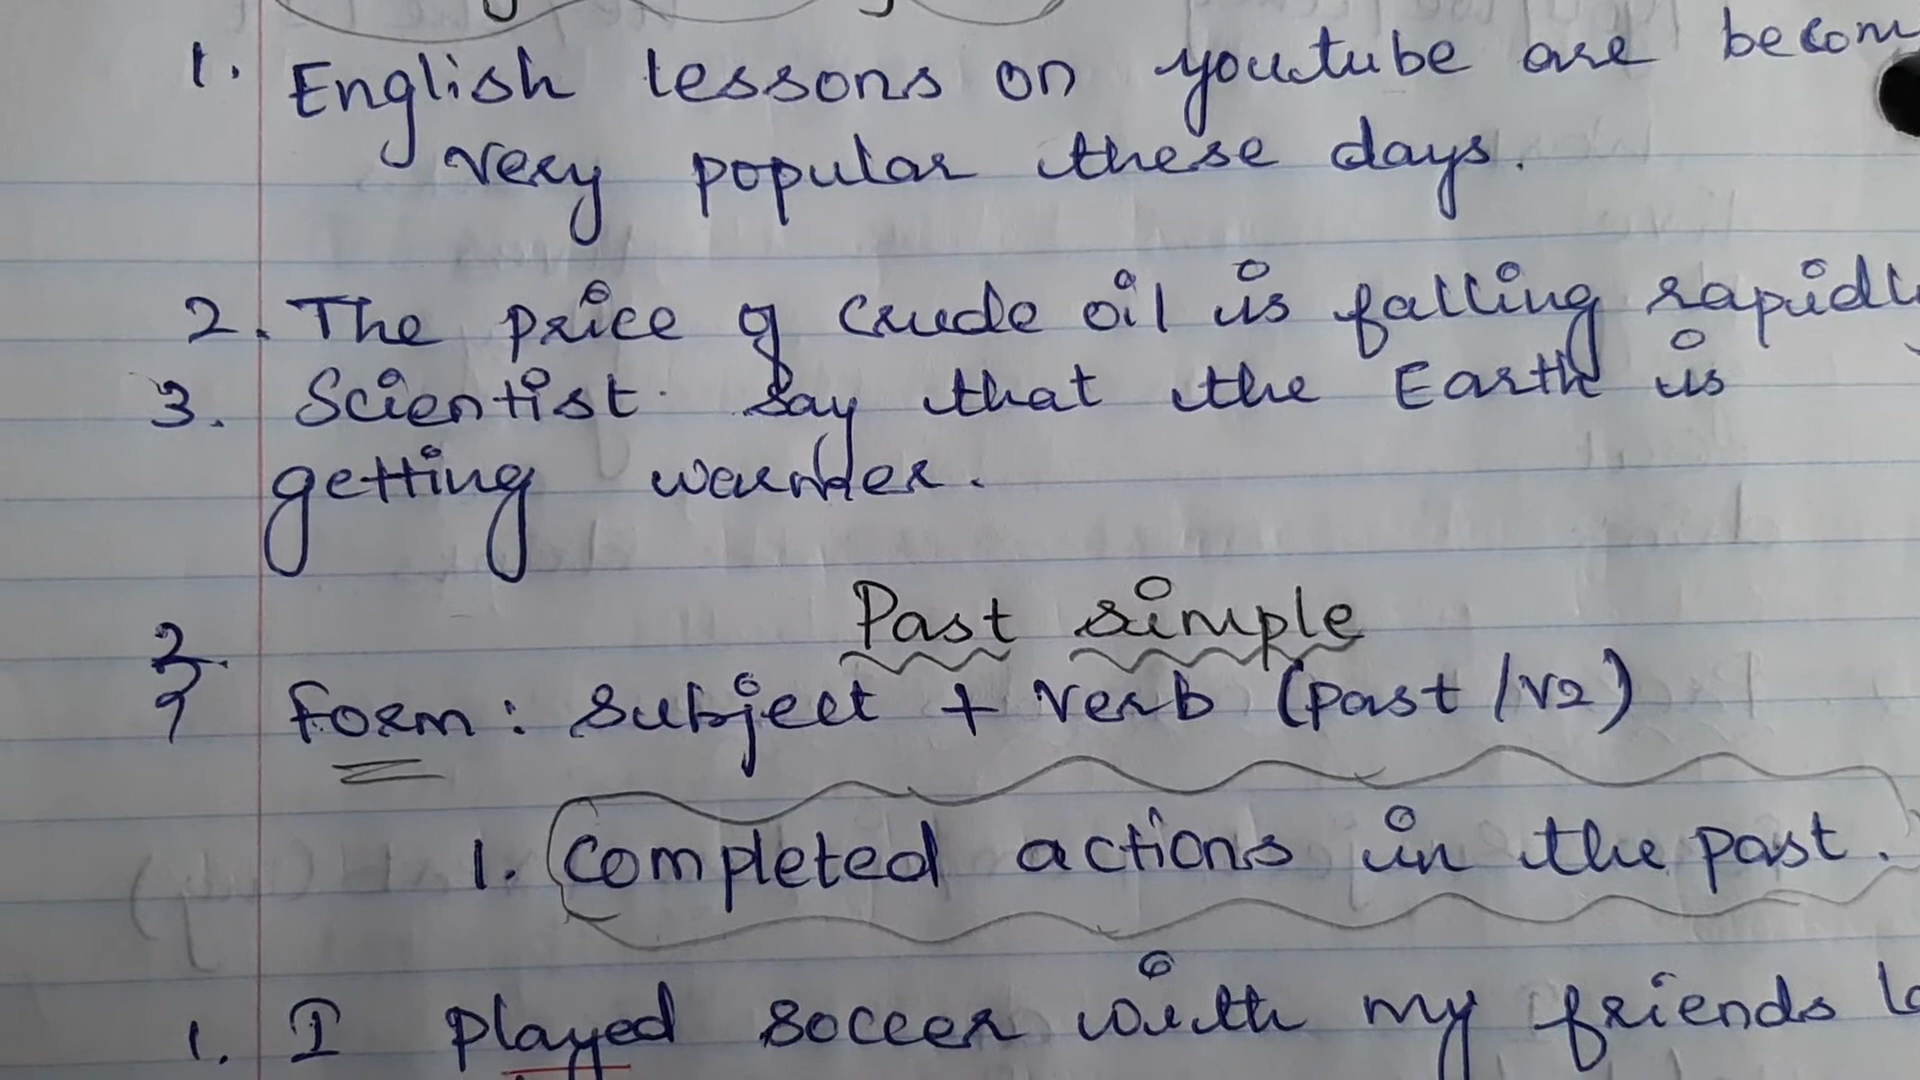 1. English lessons on youtube are becom
very popular these days.
2. The price of crude oil is falling rapidl
3. Scientist say that the Earth is
getting warmer.
Past simple
Form: Subject + Verb (past/V2)
1. Completed actions in the past.
1. I played soccer with my friends